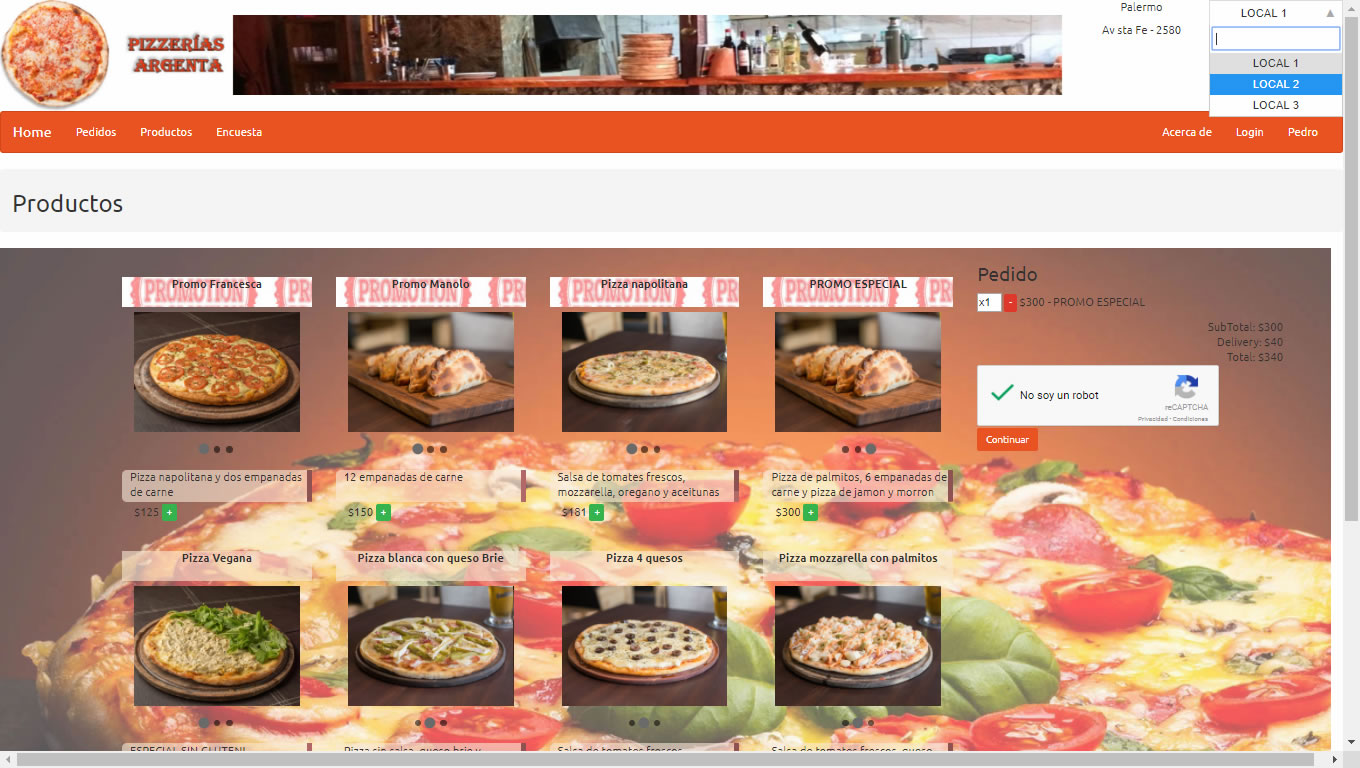 PIZZERÍAS
ARGENTA
Palermo
Av sta Fe - 2580
LOCAL 1
LOCAL 1
LOCAL 2
LOCAL 3
Home Pedidos Productos Encuesta Acerca de Login Pedro
Productos
PROMOTION PR
Promo Francesca
PROMOTION PR
Promo Manolo
PROMOTION PR
Pizza napolitana
PROMOTION PR
PROMO ESPECIAL
Pizza napolitana y dos empanadas
de carne
$125 +
12 empanadas de carne
$150 +
Salsa de tomates frescos,
mozzarella, oregano y aceitunas
$181 +
Pizza de palmitos, 6 empanadas de
carne y pizza de jamon y morron
$300 +
Pizza Vegana
Pizza blanca con queso Brie
Pizza 4 quesos
Pizza mozzarella con palmitos
ESPECIAL SIN GLUTEN!
Pizza sin salsa, queso brie y
Salsa de tomates frescos,
Salsa de tomates frescos, queso
Pedido
x1 - $300 - PROMO ESPECIAL
SubTotal: $300
Delivery: $40
Total: $340
No soy un robot
reCAPTCHA
Privacidad - Condiciones
Continuar